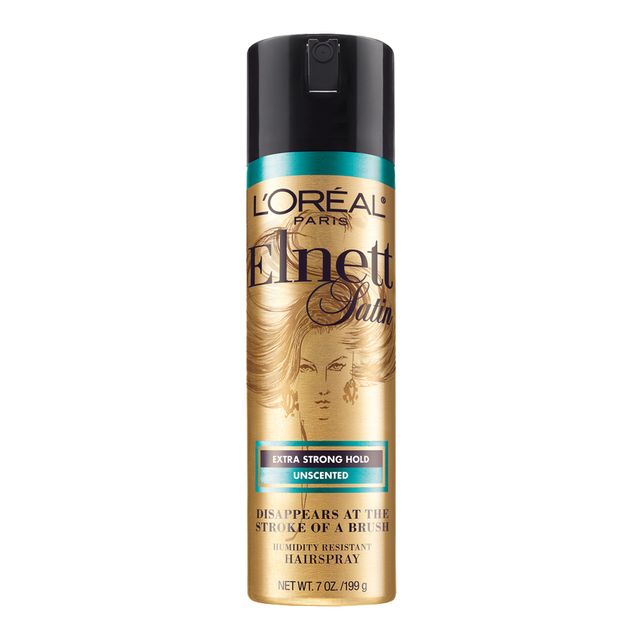 L'ORÉAL®
PARIS
Elnett
Satin
EXTRA STRONG HOLD
UNSCENTED
DISAPPEARS AT THE
STROKE OF A BRUSH
HUMIDITY RESISTANT
HAIRSPRAY
NET WT. 7 OZ./199 g